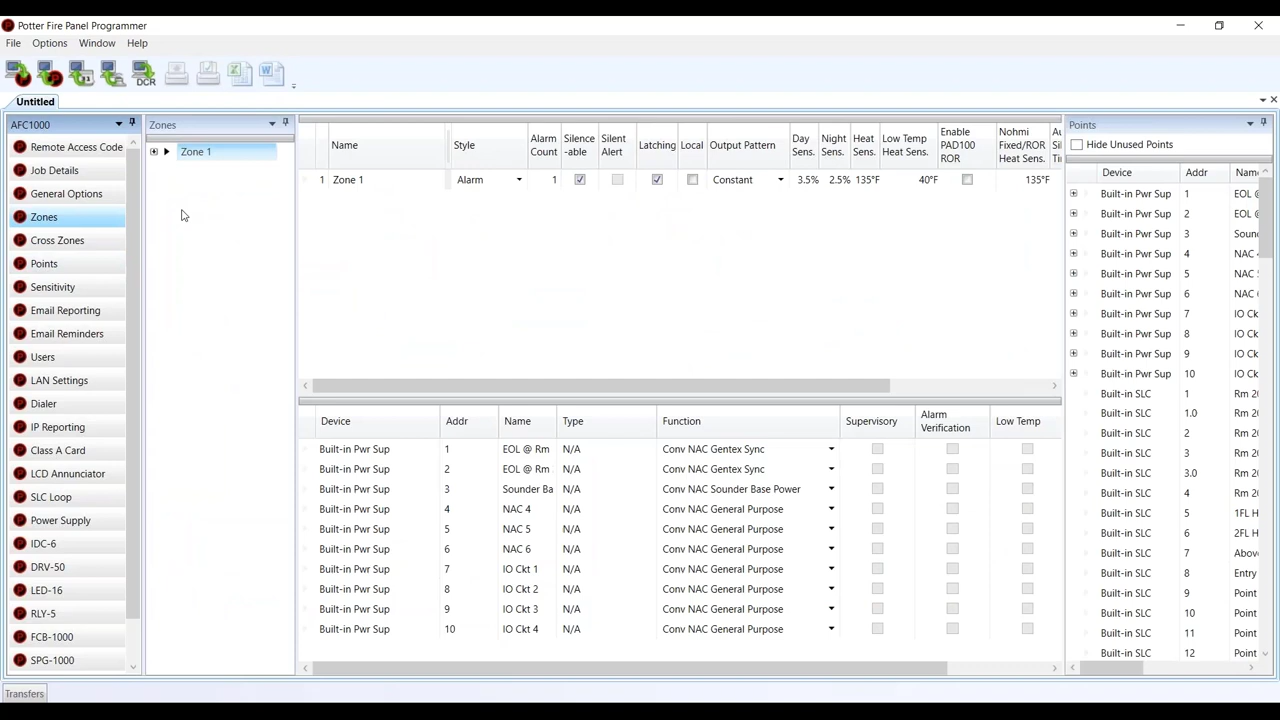 Potter Fire Panel Programmer
File Options Window Help
DCR
Untitled
AFC1000
Remote Access Code
Job Details
General Options
Zones
Cross Zones
Points
Sensitivity
Email Reporting
Email Reminders
Users
LAN Settings
Dialer
IP Reporting
Class A Card
LCD Annunciator
SLC Loop
Power Supply
IDC-6
DRV-50
LED-16
RLY-5
FCB-1000
SPG-1000
Zones
Zone 1
Name Style Alarm Count Silence-able Silent Alert Latching Local Output Pattern Day Sens. Night Sens. Heat Sens. Low Temp Heat Sens. Enable PAD100 ROR Nohmi Fixed/ROR Heat Sens. Au Sil Ti
1 Zone 1 Alarm 1 Constant 3.5% 2.5% 135°F 40°F 135°F
Device Addr Name Type Function Supervisory Alarm Verification Low Temp
Built-in Pwr Sup 1 EOL @ Rm N/A Conv NAC Gentex Sync
Built-in Pwr Sup 2 EOL @ Rm N/A Conv NAC Gentex Sync
Built-in Pwr Sup 3 Sounder Ba N/A Conv NAC Sounder Base Power
Built-in Pwr Sup 4 NAC 4 N/A Conv NAC General Purpose
Built-in Pwr Sup 5 NAC 5 N/A Conv NAC General Purpose
Built-in Pwr Sup 6 NAC 6 N/A Conv NAC General Purpose
Built-in Pwr Sup 7 IO Ckt 1 N/A Conv NAC General Purpose
Built-in Pwr Sup 8 IO Ckt 2 N/A Conv NAC General Purpose
Built-in Pwr Sup 9 IO Ckt 3 N/A Conv NAC General Purpose
Built-in Pwr Sup 10 IO Ckt 4 N/A Conv NAC General Purpose
Points
Hide Unused Points
Device Addr Name
Built-in Pwr Sup 1 EOL @
Built-in Pwr Sup 2 EOL @
Built-in Pwr Sup 3 Soun
Built-in Pwr Sup 4 NAC
Built-in Pwr Sup 5 NAC
Built-in Pwr Sup 6 NAC
Built-in Pwr Sup 7 IO Ck
Built-in Pwr Sup 8 IO Ck
Built-in Pwr Sup 9 IO Ck
Built-in Pwr Sup 10 IO Ck
Built-in SLC 1 Rm 20
Built-in SLC 1.0 Rm 20
Built-in SLC 2 Rm 20
Built-in SLC 3 Rm 20
Built-in SLC 3.0 Rm 20
Built-in SLC 4 Rm 20
Built-in SLC 5 1FL H
Built-in SLC 6 2FL H
Built-in SLC 7 Above
Built-in SLC 8 Entry
Built-in SLC 9 Point
Built-in SLC 10 Point
Built-in SLC 11 Point
Built-in SLC 12 Point
Transfers